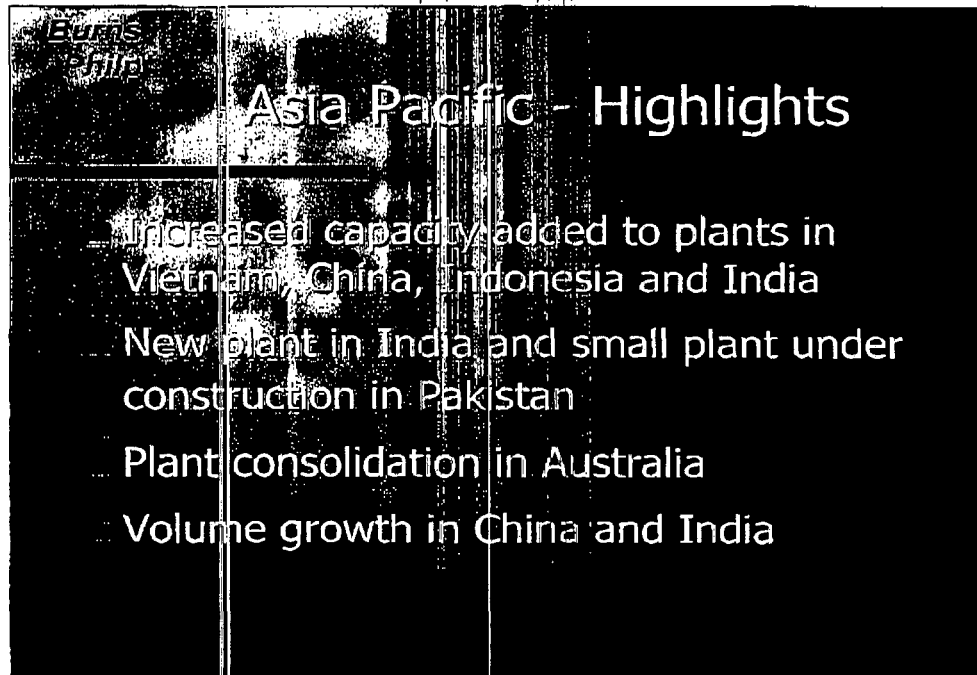 Burns
Philp
Asia Pacific - Highlights
Increased capacity added to plants in
Vietnam, China, Indonesia and India
New plant in India and small plant under
construction in Pakistan
Plant consolidation in Australia
Volume growth in China and India